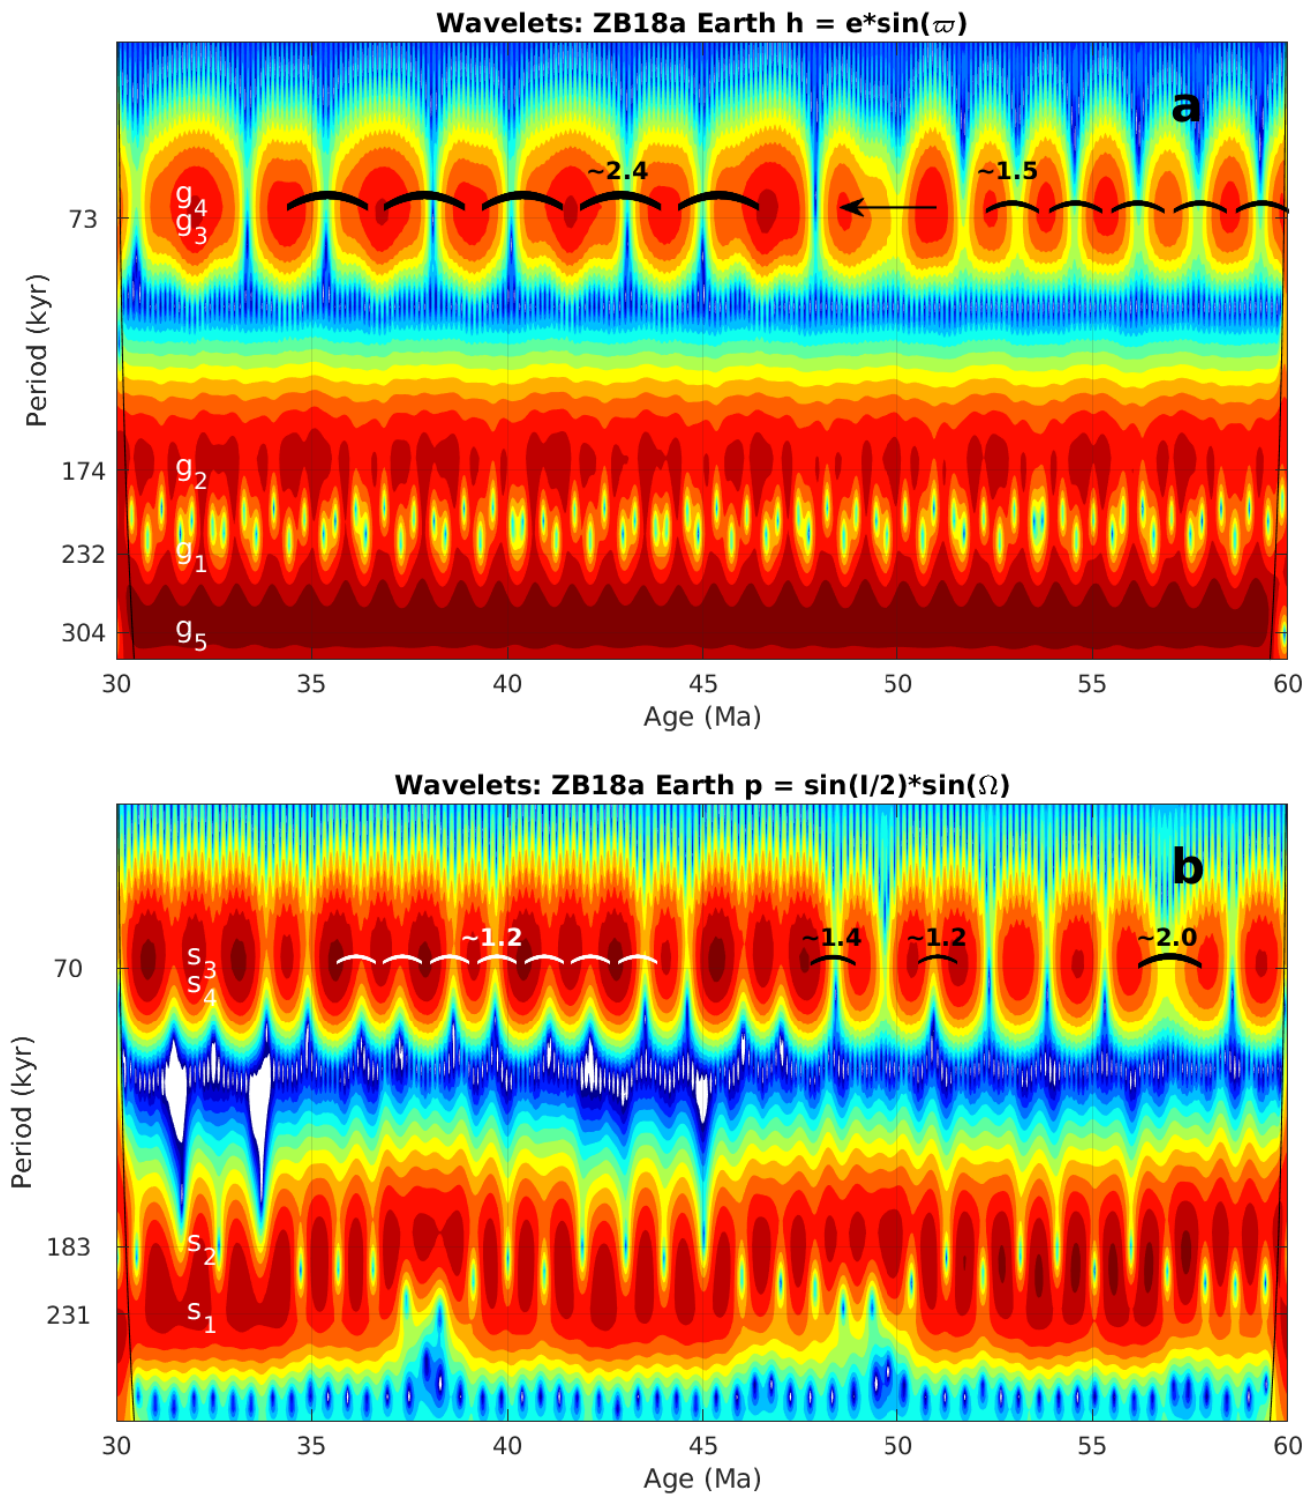 Wavelets: ZB18a Earth h = e*sin(ϖ)
a
~2.4
~1.5
g4
g3
73
g2
174
g1
232
g5
304
Period (kyr)
30 35 40 45 50 55 60
Age (Ma)
Wavelets: ZB18a Earth p = sin(I/2)*sin(Ω)
b
~1.2 ~1.4 ~1.2 ~2.0
s3
70
s4
s2
183
s1
231
Period (kyr)
30 35 40 45 50 55 60
Age (Ma)